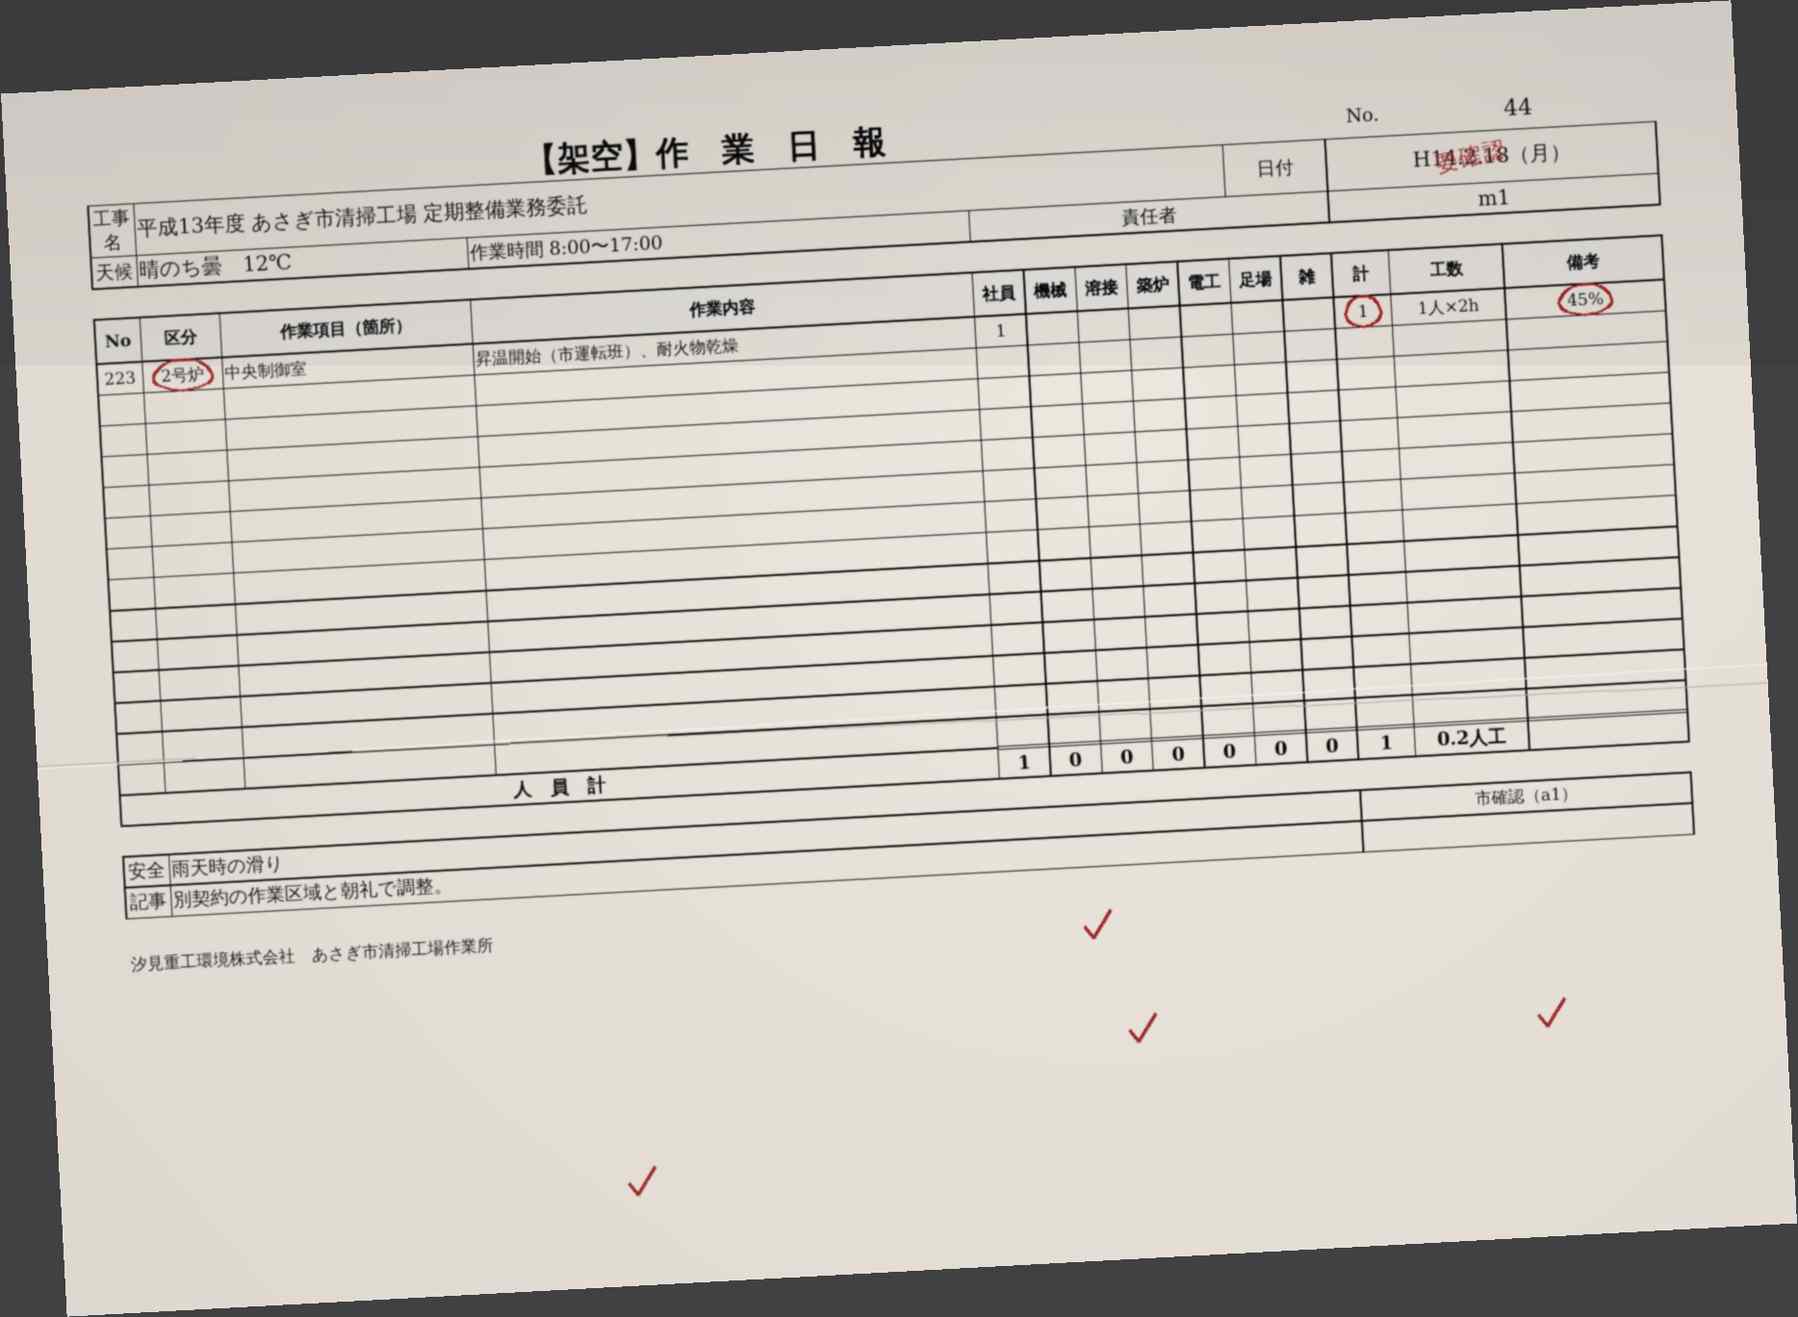 No. 44
【架空】作 業 日 報
工事名 平成13年度 あさぎ市清掃工場 定期整備業務委託 日付 H14.2.18（月）
要確認
天候 晴のち曇 12℃ 作業時間 8:00〜17:00 責任者 m1
No 区分 作業項目（箇所） 作業内容 社員 機械 溶接 築炉 電工 足場 雑 計 工数 備考
223 2号炉 中央制御室 昇温開始（市運転班）、耐火物乾燥 1 1 1人×2h 45%
人 員 計 1 0 0 0 0 0 0 1 0.2人工
市確認（a1）
安全 雨天時の滑り
記事 別契約の作業区域と朝礼で調整。
汐見重工環境株式会社 あさぎ市清掃工場作業所